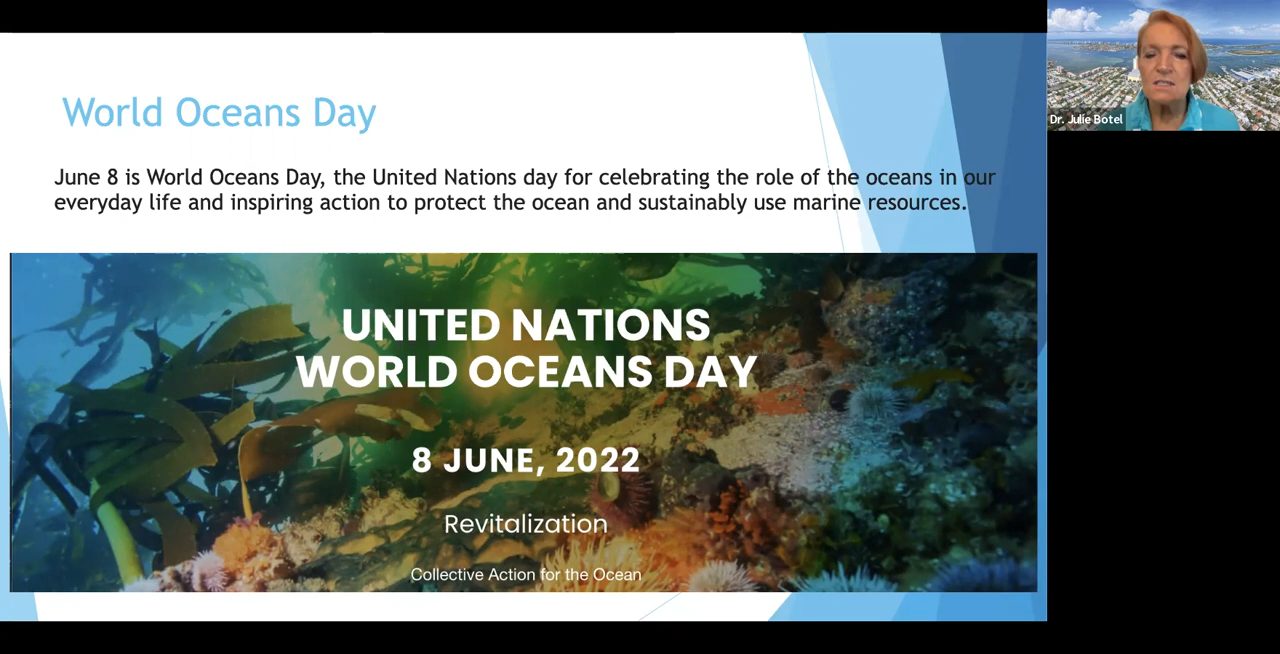 World Oceans Day
June 8 is World Oceans Day, the United Nations day for celebrating the role of the oceans in our
everyday life and inspiring action to protect the ocean and sustainably use marine resources.
UNITED NATIONS
WORLD OCEANS DAY
8 JUNE, 2022
Revitalization
Collective Action for the Ocean
Dr. Julie Botel